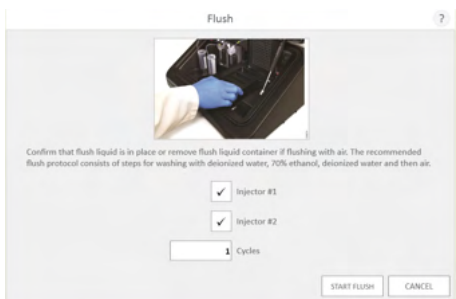 Flush
?
Confirm that flush liquid is in place or remove flush liquid container if flushing with air. The recommended
flush protocol consists of steps for washing with deionized water, 70% ethanol, deionized water and then air.
✓ Injector #1
✓ Injector #2
1 Cycles
START FLUSH CANCEL